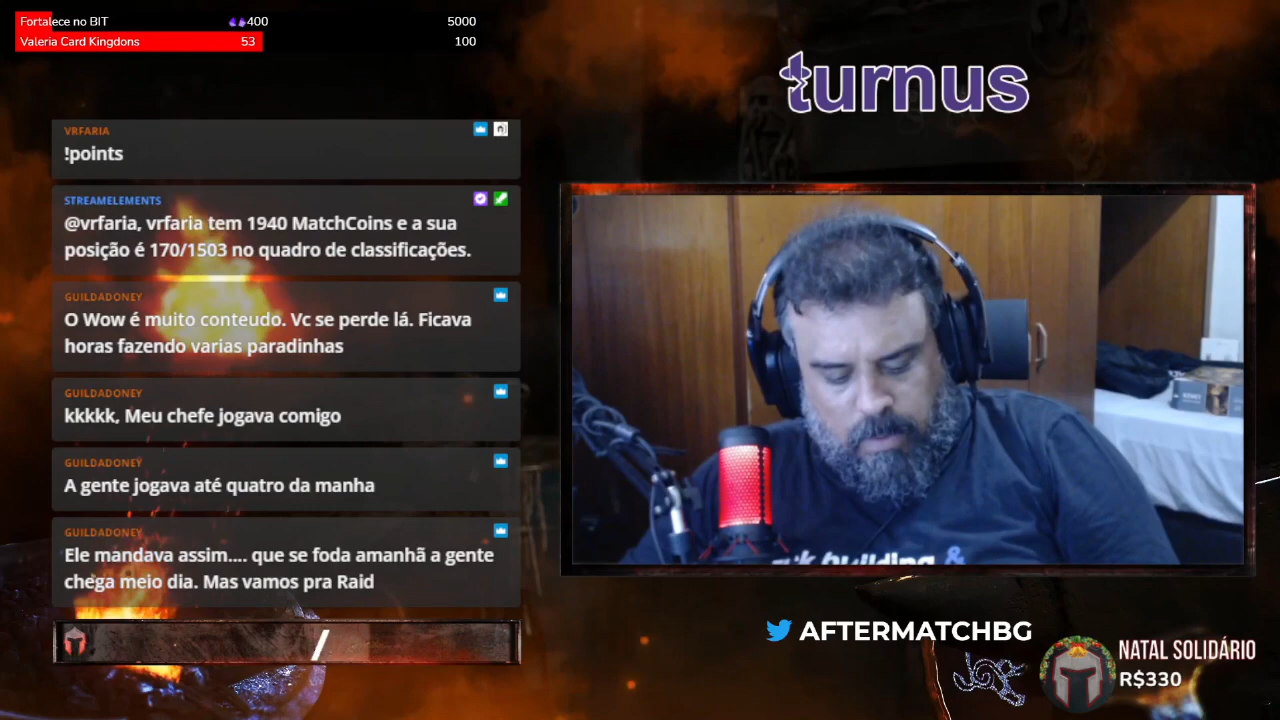 Fortalece no BIT 400 5000
Valeria Card Kingdons 53 100
turnus
VRFARIA
!points
STREAMELEMENTS
@vrfaria, vrfaria tem 1940 MatchCoins e a sua
posição é 170/1503 no quadro de classificações.
GUILDADONEY
O Wow é muito conteudo. Vc se perde lá. Ficava
horas fazendo varias paradinhas
GUILDADONEY
kkkkk, Meu chefe jogava comigo
GUILDADONEY
A gente jogava até quatro da manha
GUILDADONEY
Ele mandava assim.... que se foda amanhã a gente
chega meio dia. Mas vamos pra Raid
/
building &
AFTERMATCHBG
NATAL SOLIDÁRIO
R$330